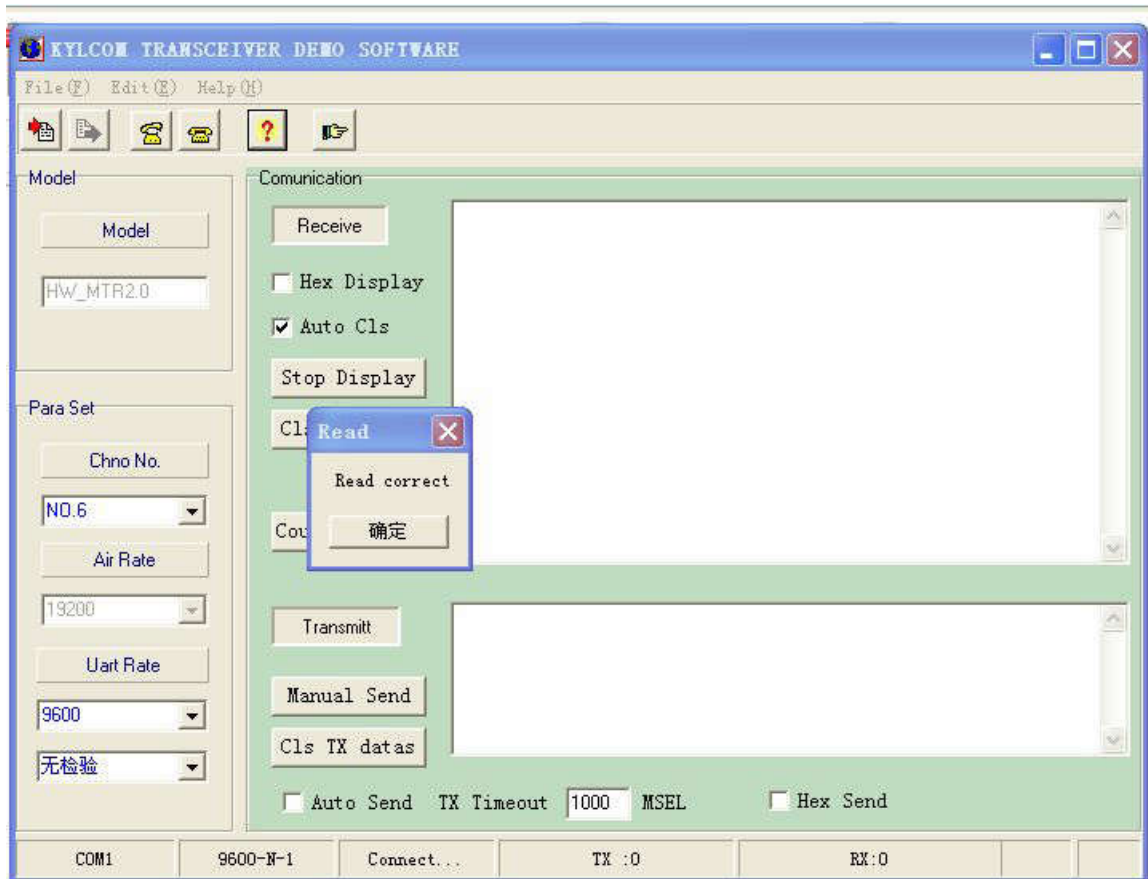 KYLCOM TRANSCEIVER DEMO SOFTWARE
File(F) Edit(E) Help(H)
Model
Model
HW_MTR2.0
Para Set
Chno No.
NO.6
Air Rate
19200
Uart Rate
9600
无检验
Comunication
Receive
Hex Display
Auto Cls
Stop Display
Read
Read correct
确定
Transmitt
Manual Send
Cls TX datas
Auto Send TX Timeout 1000 MSEL Hex Send
COM1 9600-N-1 Connect... TX :0 RX:0